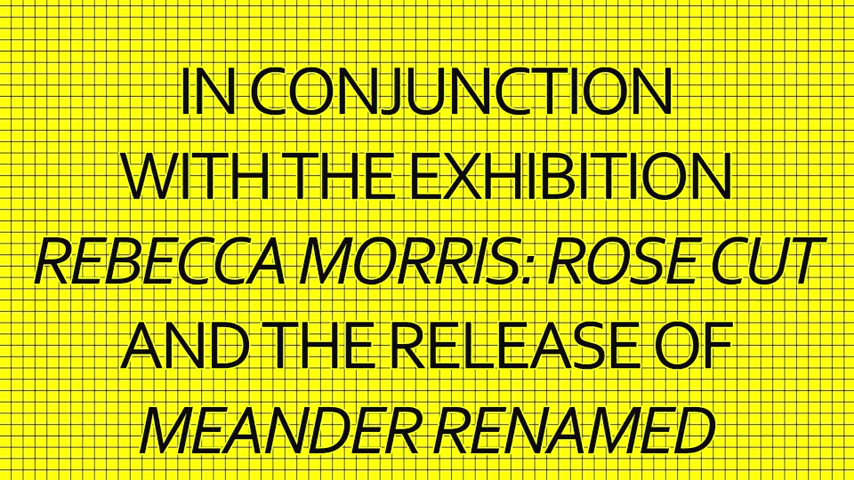 IN CONJUNCTION
WITH THE EXHIBITION
REBECCA MORRIS: ROSE CUT
AND THE RELEASE OF
MEANDER RENAMED